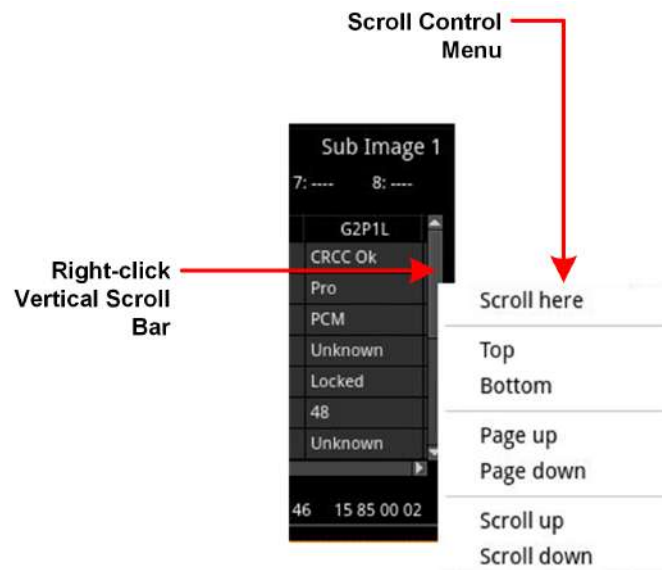 Scroll Control
Menu
Sub Image 1
7: ---- 8: ----
G2P1L
CRCC Ok
Pro
PCM
Unknown
Locked
48
Unknown
46 15 85 00 02
Right-click
Vertical Scroll
Bar
Scroll here
Top
Bottom
Page up
Page down
Scroll up
Scroll down